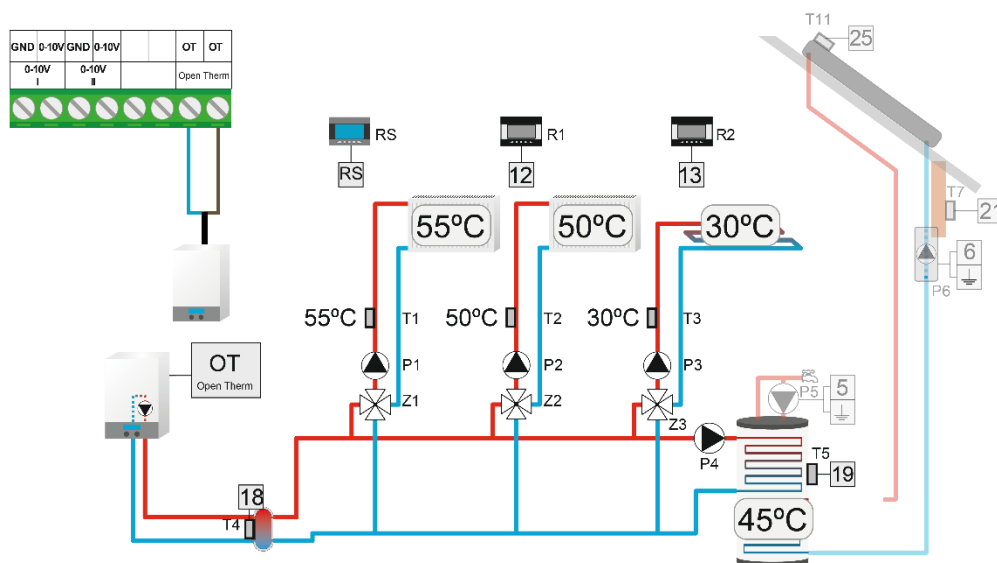 T11
25
GND 0-10V GND 0-10V OT OT
0-10V 0-10V Open Therm
I II
RS R1 R2
RS 12 13
T7
21
55ºC 50ºC 30ºC
6
P6
55ºC T1 50ºC T2 30ºC T3
OT
Open Therm
P1 P2 P3
P5 5
Z1 Z2 Z3
P4
T5
19
18
T4
45ºC